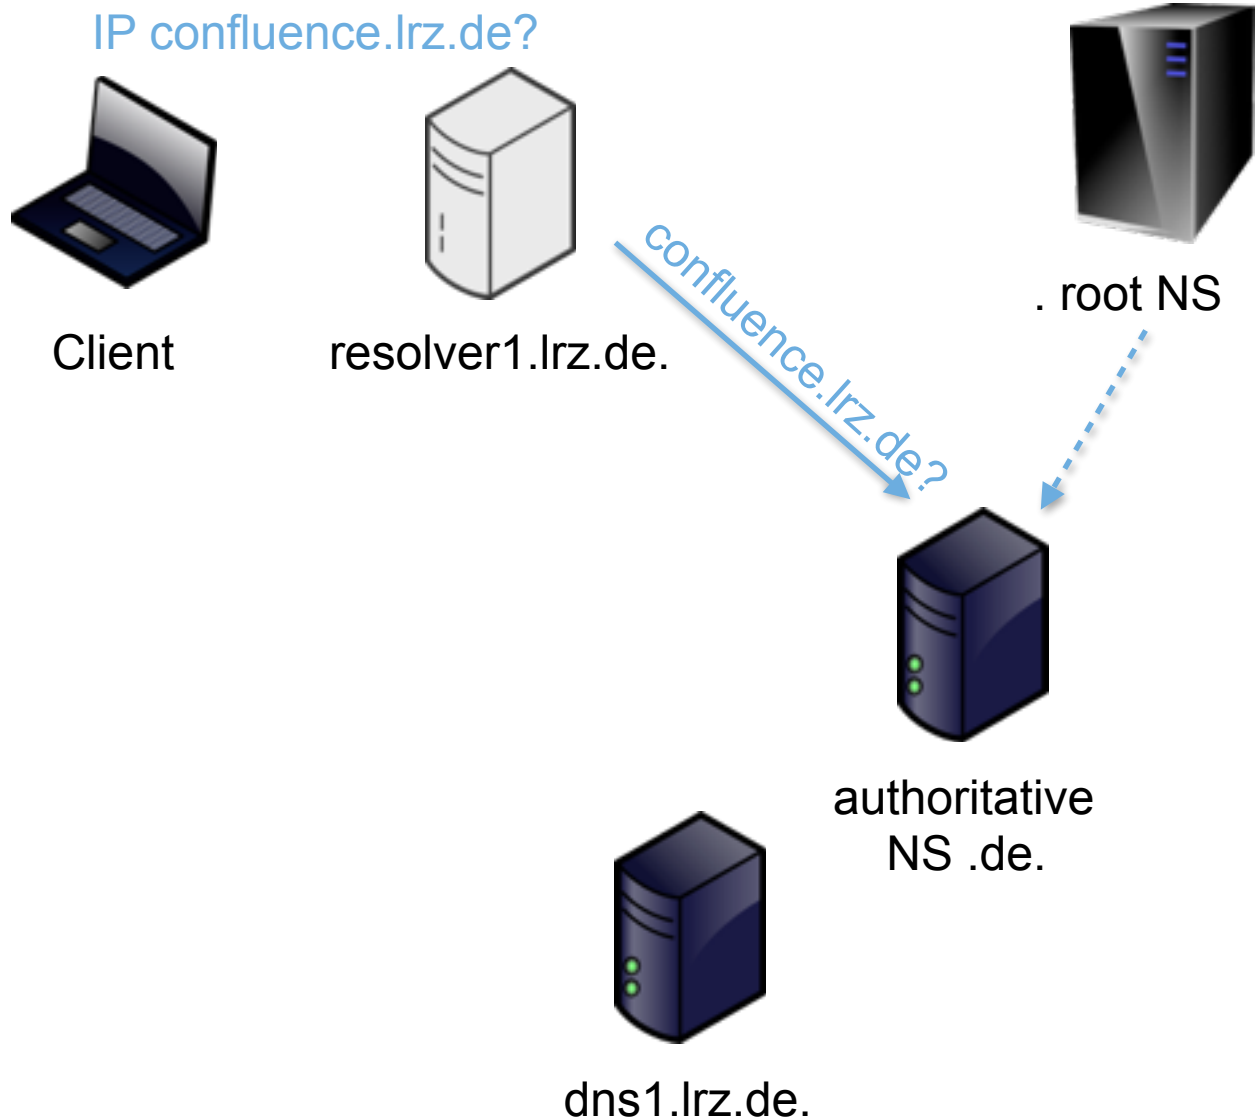 IP confluence.lrz.de?
Client
resolver1.lrz.de.
confluence.lrz.de?
. root NS
authoritative
NS .de.
dns1.lrz.de.